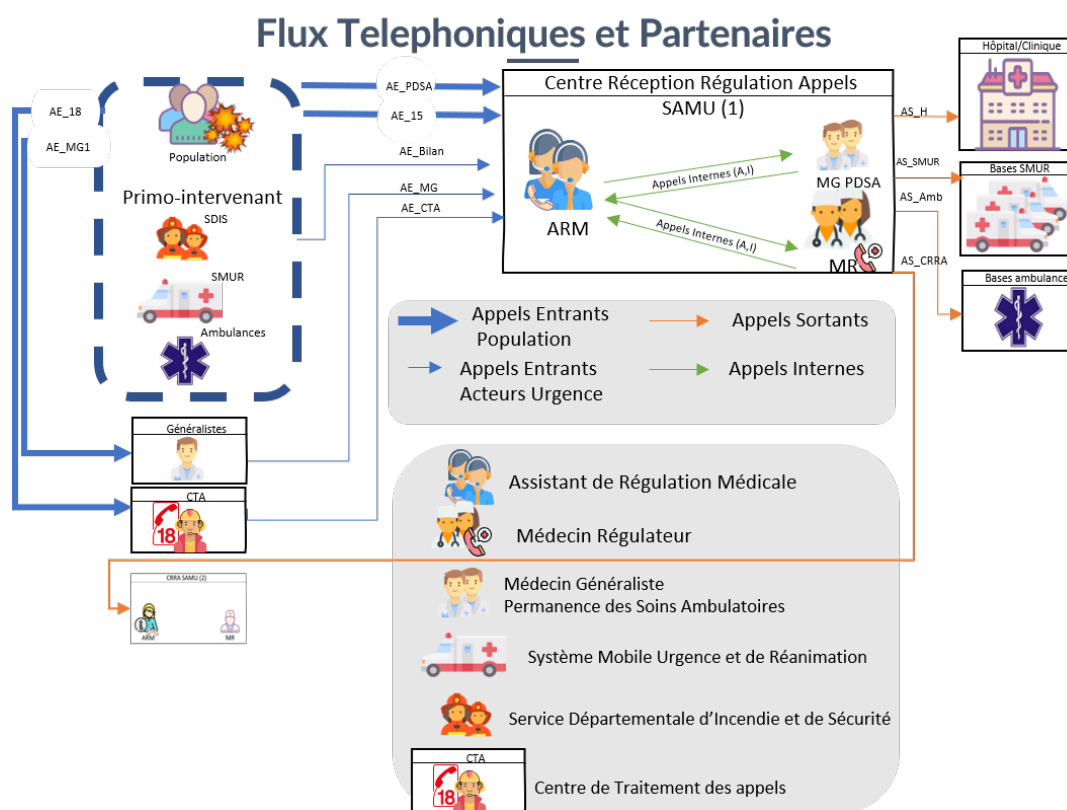 Flux Telephoniques et Partenaires
AE_18
AE_MG1
Population
Primo-intervenant
SDIS
SMUR
Ambulances
AE_PDSA
AE_15
AE_Bilan
AE_MG
AE_CTA
Centre Réception Régulation Appels
SAMU (1)
ARM
Appels Internes (A,I)
Appels Internes (A,I)
MG PDSA
MR
AS_H
AS_SMUR
AS_Amb
AS_CRRA
Hôpital/Clinique
Bases SMUR
Bases ambulance
Appels Entrants
Population
Appels Sortants
Appels Entrants
Acteurs Urgence
Appels Internes
Généralistes
CTA
18
CRRA SAMU (2)
ARM
MR
Assistant de Régulation Médicale
Médecin Régulateur
Médecin Généraliste
Permanence des Soins Ambulatoires
Système Mobile Urgence et de Réanimation
Service Départementale d'Incendie et de Sécurité
CTA
18
Centre de Traitement des appels